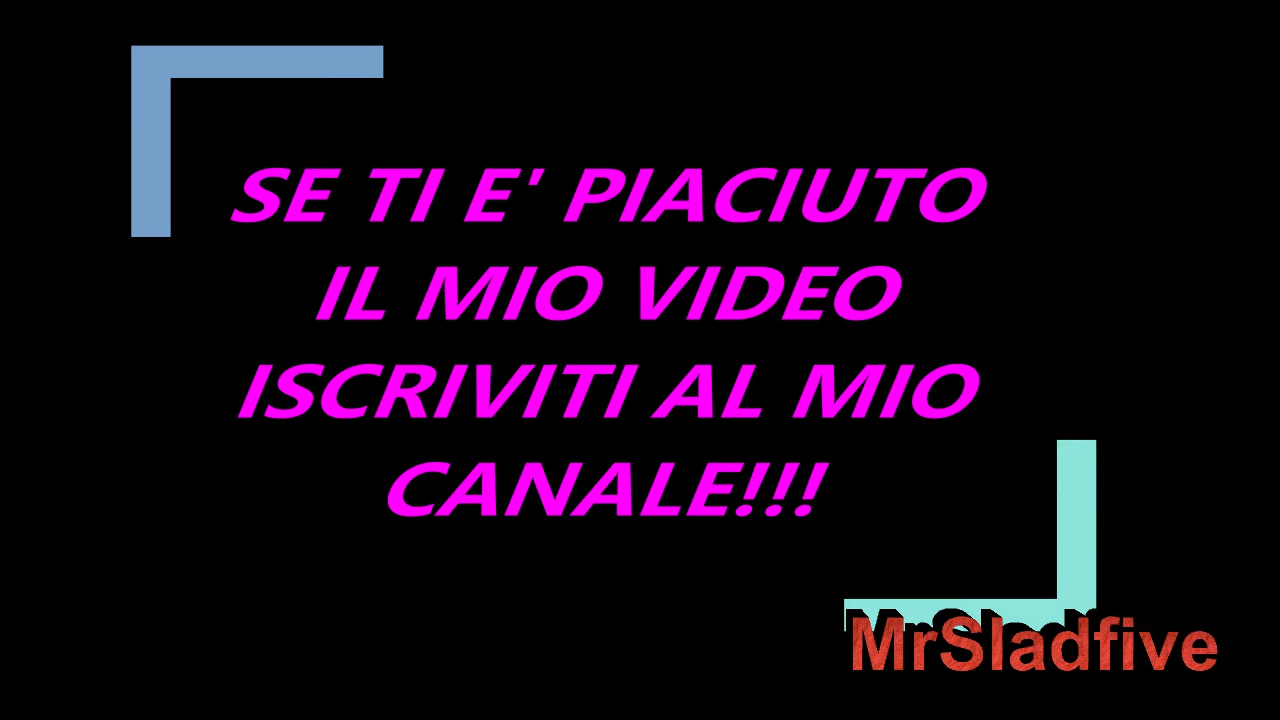 SE TI E' PIACIUTO
IL MIO VIDEO
ISCRIVITI AL MIO
CANALE!!!
MrSladfive